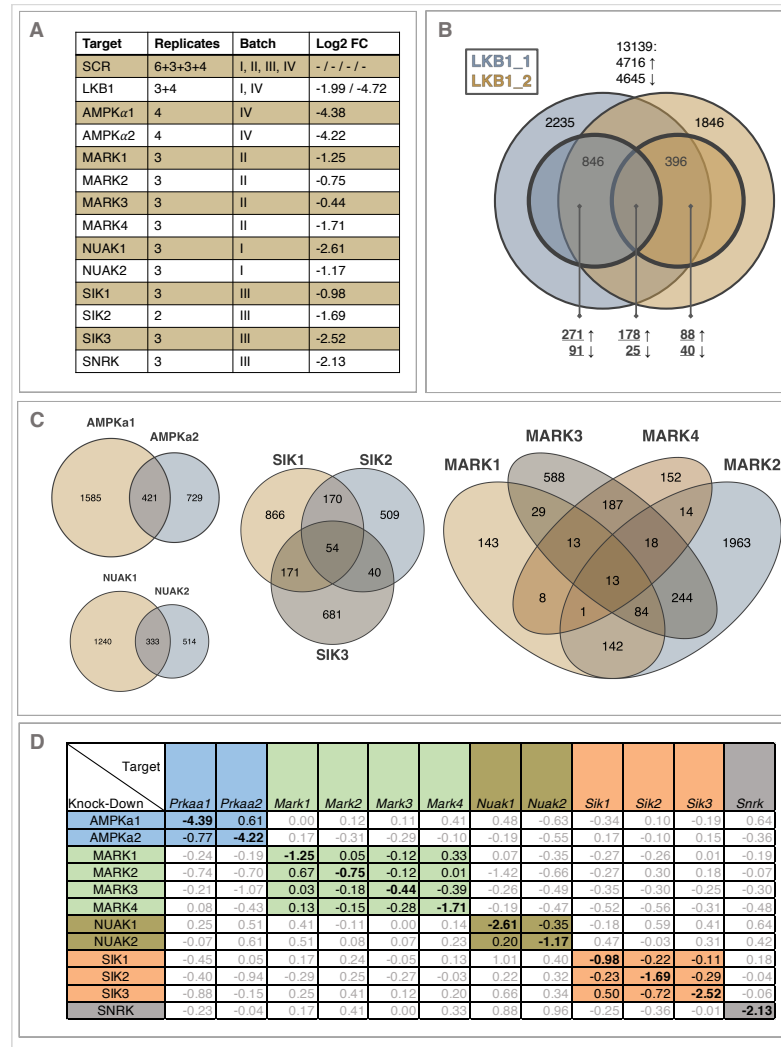 A
Target Replicates Batch Log2 FC
SCR 6+3+3+4 I, II, III, IV - / - / - / -
LKB1 3+4 I, IV -1.99 / -4.72
AMPKα1 4 IV -4.38
AMPKα2 4 IV -4.22
MARK1 3 II -1.25
MARK2 3 II -0.75
MARK3 3 II -0.44
MARK4 3 II -1.71
NUAK1 3 I -2.61
NUAK2 3 I -1.17
SIK1 3 III -0.98
SIK2 2 III -1.69
SIK3 3 III -2.52
SNRK 3 III -2.13
B
LKB1_1
LKB1_2
13139:
4716 ↑
4645 ↓
2235 1846
846 396
271 ↑ 178 ↑ 88 ↑
91 ↓ 25 ↓ 40 ↓
C
AMPKa1
AMPKa2
1585 421 729
NUAK1
NUAK2
1240 333 514
SIK1 SIK2
170
866 509
54
171 40
681
SIK3
MARK3 MARK4
MARK1 MARK2
588 152
29 187 14
143 13 18 1963
13
8 1 84 244
142
D
Target
Knock-Down Prkaa1 Prkaa2 Mark1 Mark2 Mark3 Mark4 Nuak1 Nuak2 Sik1 Sik2 Sik3 Snrk
AMPKa1 -4.39 0.61 0.00 0.12 0.11 0.41 0.48 -0.63 -0.34 0.10 -0.19 0.64
AMPKa2 -0.77 -4.22 0.17 -0.31 -0.29 -0.10 -0.19 -0.55 0.17 -0.10 0.15 -0.36
MARK1 -0.24 -0.19 -1.25 0.05 -0.12 0.33 0.07 -0.35 -0.27 -0.26 0.01 -0.19
MARK2 -0.74 -0.70 0.67 -0.75 -0.12 0.01 -1.42 -0.66 -0.27 0.30 0.18 -0.07
MARK3 -0.21 -1.07 0.03 -0.18 -0.44 -0.39 -0.26 -0.49 -0.35 -0.30 -0.25 -0.30
MARK4 0.08 -0.43 0.13 -0.15 -0.28 -1.71 -0.19 -0.47 -0.52 -0.56 -0.31 -0.48
NUAK1 0.25 0.51 0.41 -0.11 0.00 0.14 -2.61 -0.35 -0.18 0.59 0.41 0.64
NUAK2 -0.07 0.61 0.51 0.08 0.07 0.23 0.20 -1.17 0.47 -0.03 0.31 0.42
SIK1 -0.45 0.05 0.17 0.24 -0.05 0.13 1.01 0.40 -0.98 -0.22 -0.11 0.18
SIK2 -0.40 -0.94 -0.29 0.25 -0.27 -0.03 0.22 0.32 -0.23 -1.69 -0.29 -0.04
SIK3 -0.88 -0.15 0.25 0.41 0.12 0.20 0.66 0.34 0.50 -0.72 -2.52 -0.06
SNRK -0.23 -0.04 0.17 0.41 0.00 0.33 0.88 0.96 -0.25 -0.36 -0.01 -2.13